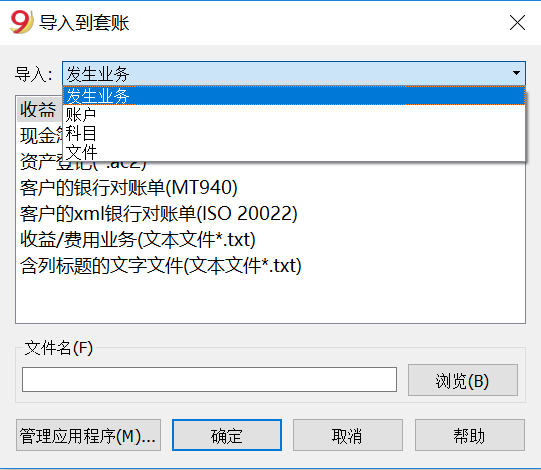 9 导入到套账
导入: 发生业务
发生业务
账户
科目
文件
收益
现金
资产登记(*.ac2)
客户的银行对账单(MT940)
客户的xml银行对账单(ISO 20022)
收益/费用业务(文本文件*.txt)
含列标题的文字文件(文本文件*.txt)
文件名(F)
浏览(B)
管理应用程序(M)... 确定 取消 帮助